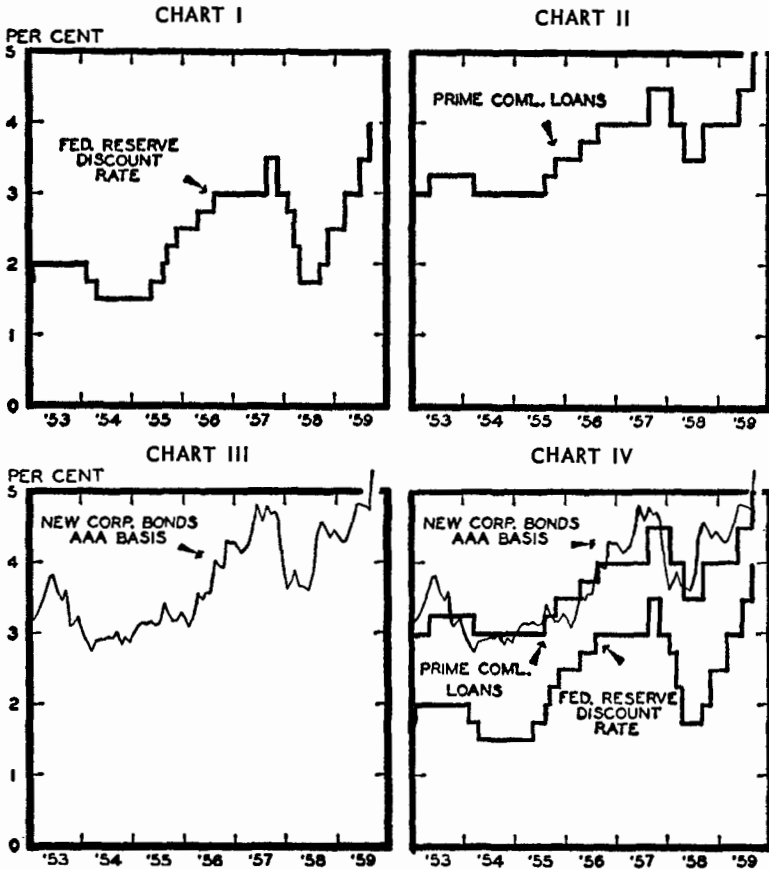 CHART I
PER CENT
5
4
3
2
1
0
FED. RESERVE
DISCOUNT
RATE
'53 '54 '55 '56 '57 '58 '59
CHART II
PRIME COML. LOANS
'53 '54 '55 '56 '57 '58 '59
CHART III
PER CENT
5
4
3
2
1
0
NEW CORP. BONDS
AAA BASIS
'53 '54 '55 '56 '57 '58 '59
CHART IV
NEW CORP. BONDS
AAA BASIS
PRIME COML.
LOANS
FED. RESERVE
DISCOUNT
RATE
'53 '54 '55 '56 '57 '58 '59